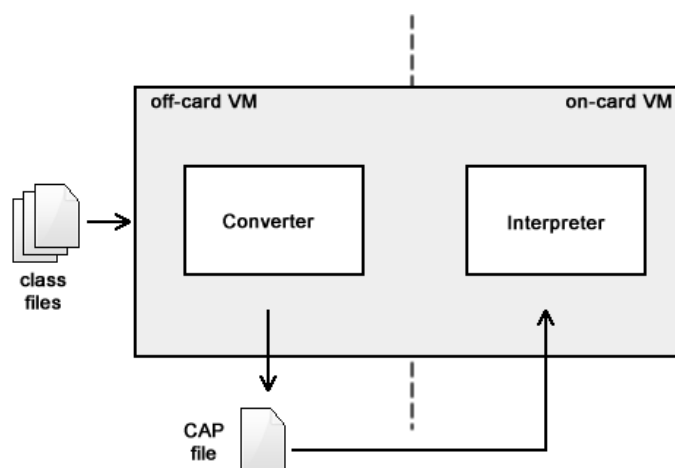 off-card VM
on-card VM
Converter
Interpreter
class
files
CAP
file